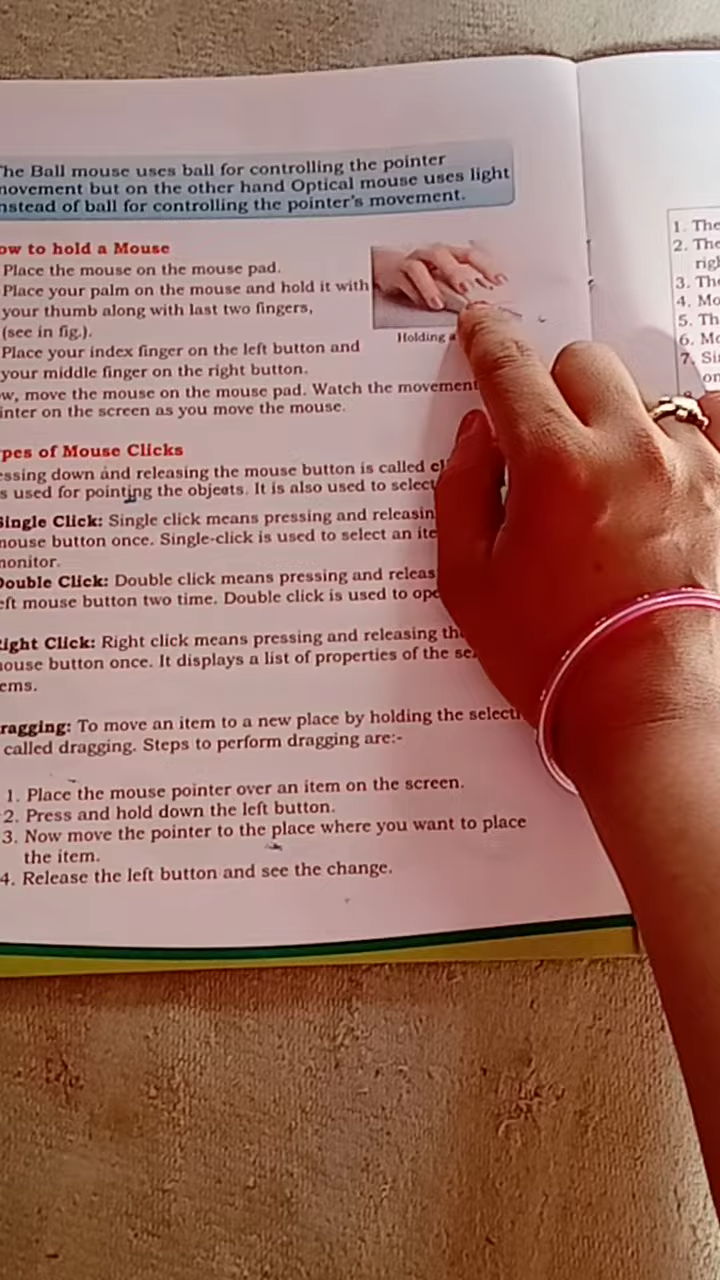 The Ball mouse uses ball for controlling the pointer
movement but on the other hand Optical mouse uses light
instead of ball for controlling the pointer's movement.
ow to hold a Mouse
Place the mouse on the mouse pad.
Place your palm on the mouse and hold it with
your thumb along with last two fingers,
(see in fig.).
Holding a
Place your index finger on the left button and
your middle finger on the right button.
w, move the mouse on the mouse pad. Watch the movement
inter on the screen as you move the mouse.
pes of Mouse Clicks
essing down and releasing the mouse button is called cl
s used for pointing the objects. It is also used to select
Single Click: Single click means pressing and releasin
mouse button once. Single-click is used to select an ite
monitor.
Double Click: Double click means pressing and releas
eft mouse button two time. Double click is used to ope
Right Click: Right click means pressing and releasing th
mouse button once. It displays a list of properties of the se
ems.
ragging: To move an item to a new place by holding the selecti
called dragging. Steps to perform dragging are:-
1. Place the mouse pointer over an item on the screen.
2. Press and hold down the left button.
3. Now move the pointer to the place where you want to place
the item.
4. Release the left button and see the change.
1. The
2. The
rig
3. The
4. Mo
5. Th
6. Mo
7. Si
on